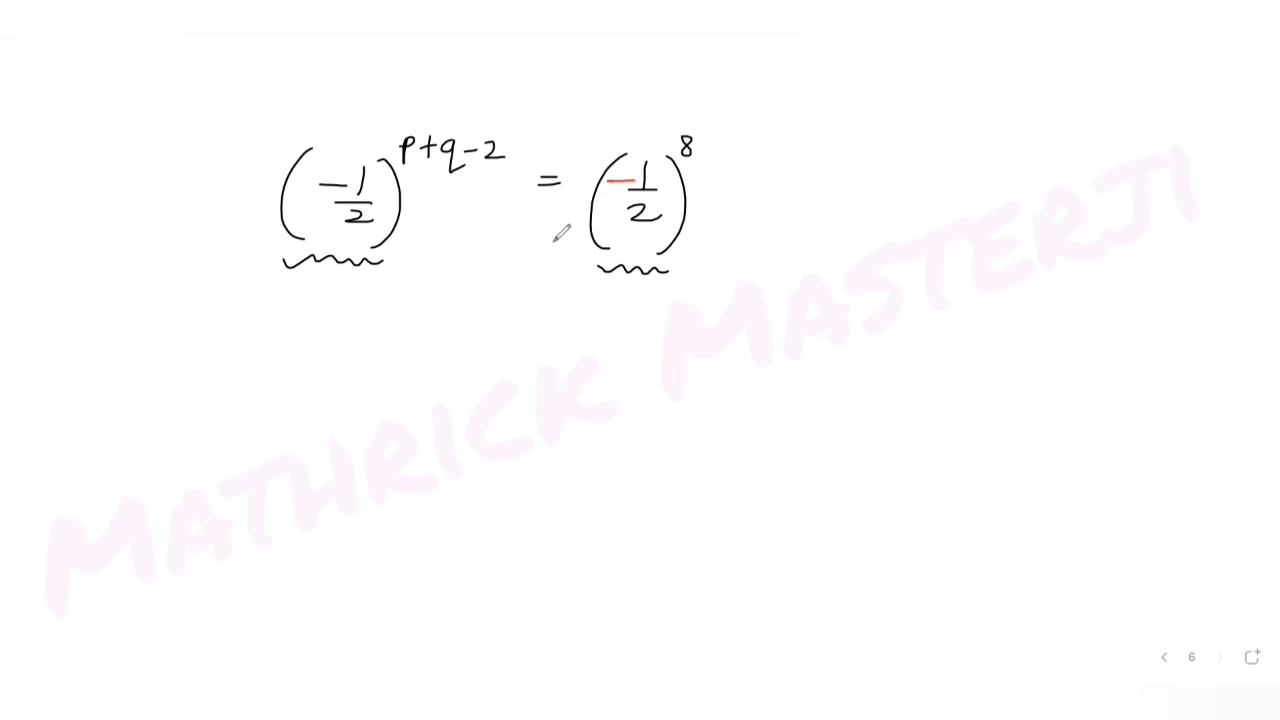 (-1/2)^(p+q-2) = (-1/2)^8
MATHRICK MASTERJI
6